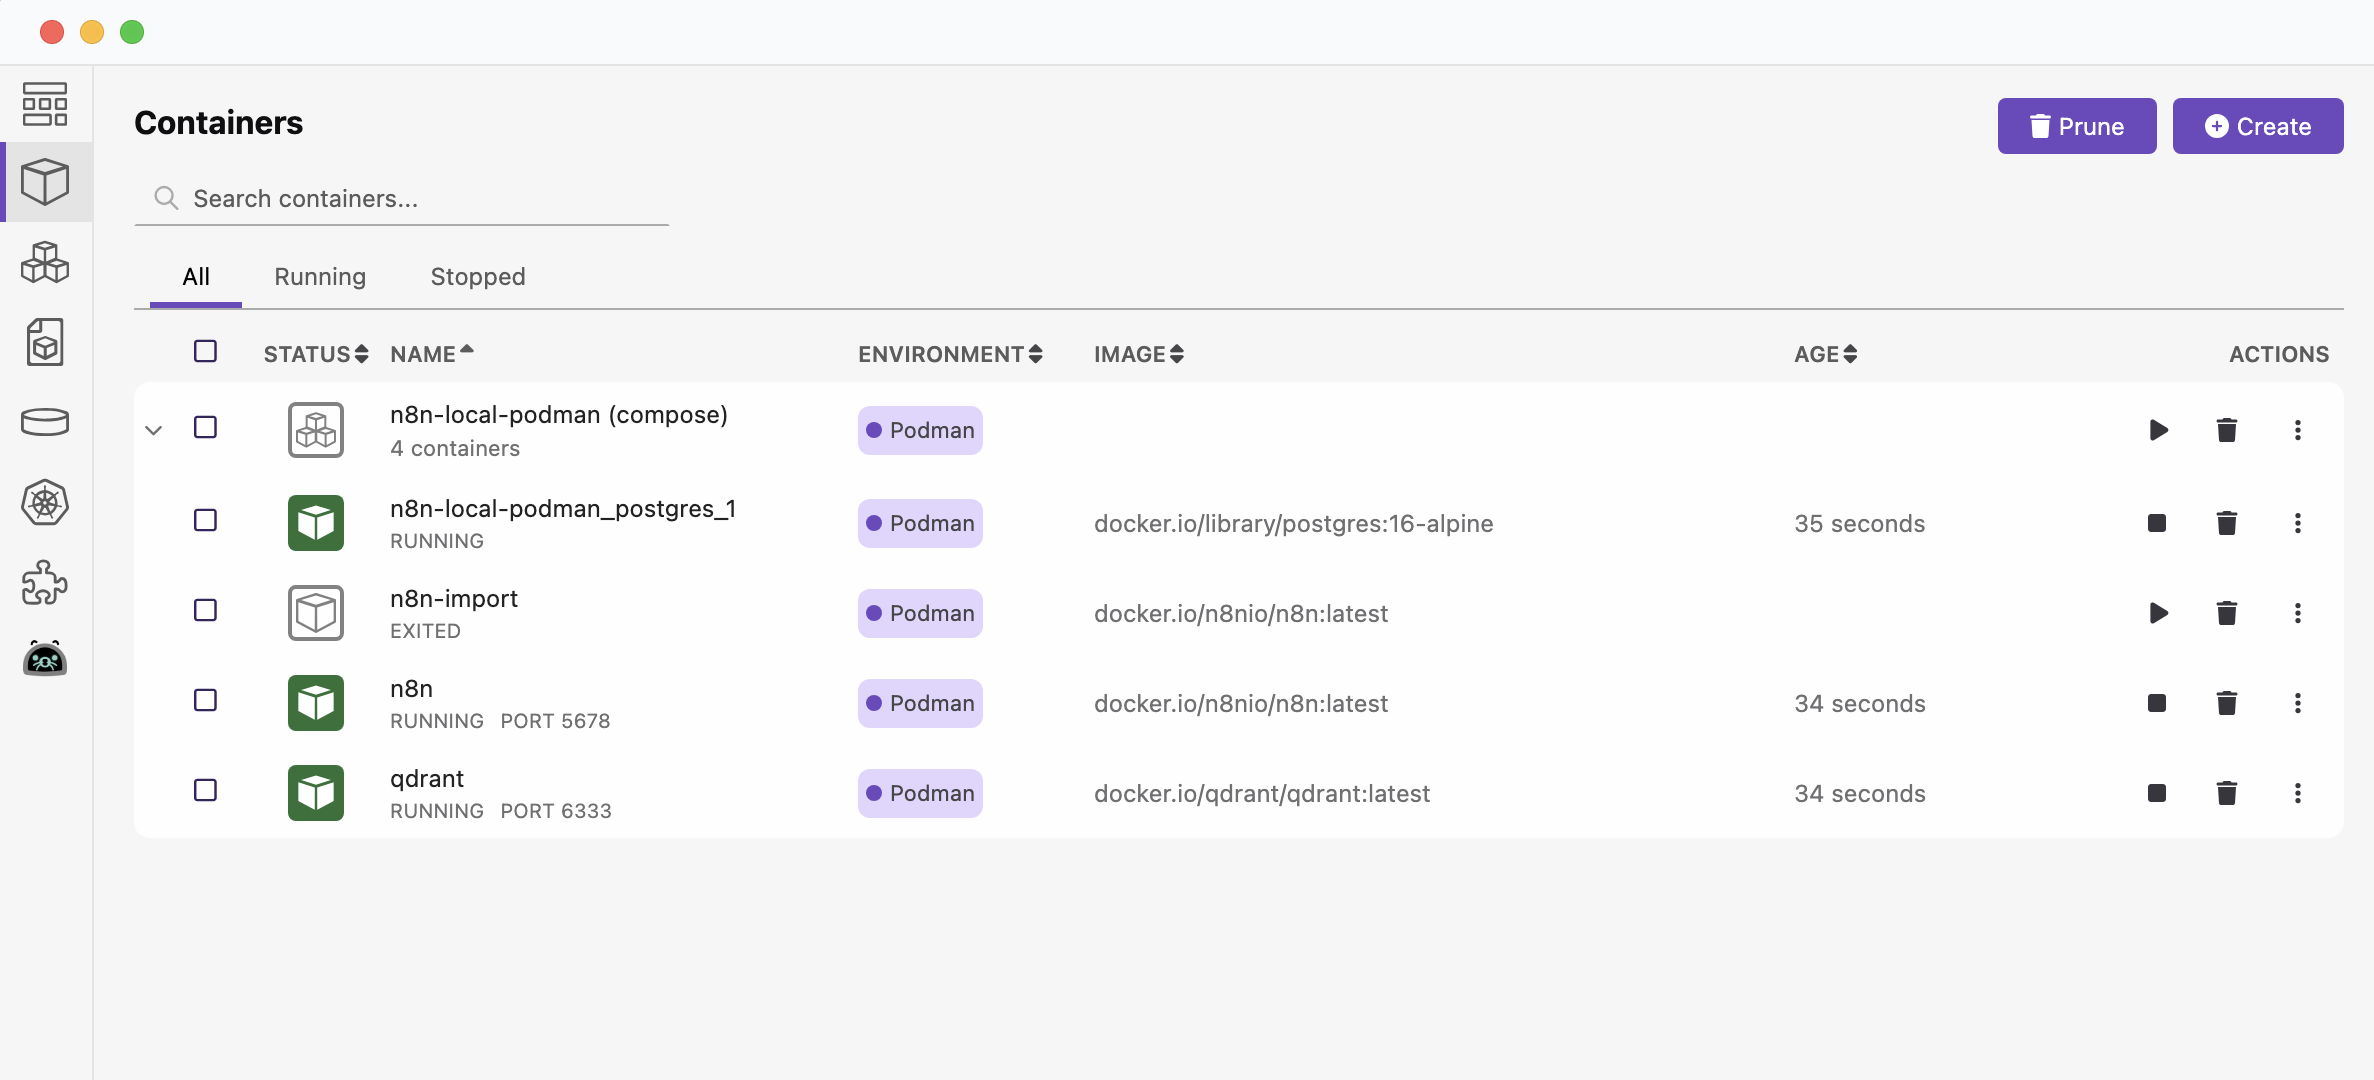 Containers
Prune
Create
Search containers...
All Running Stopped
STATUS NAME ENVIRONMENT IMAGE AGE ACTIONS
n8n-local-podman (compose)
4 containers
Podman
n8n-local-podman_postgres_1
RUNNING
Podman
docker.io/library/postgres:16-alpine
35 seconds
n8n-import
EXITED
Podman
docker.io/n8nio/n8n:latest
n8n
RUNNING PORT 5678
Podman
docker.io/n8nio/n8n:latest
34 seconds
qdrant
RUNNING PORT 6333
Podman
docker.io/qdrant/qdrant:latest
34 seconds